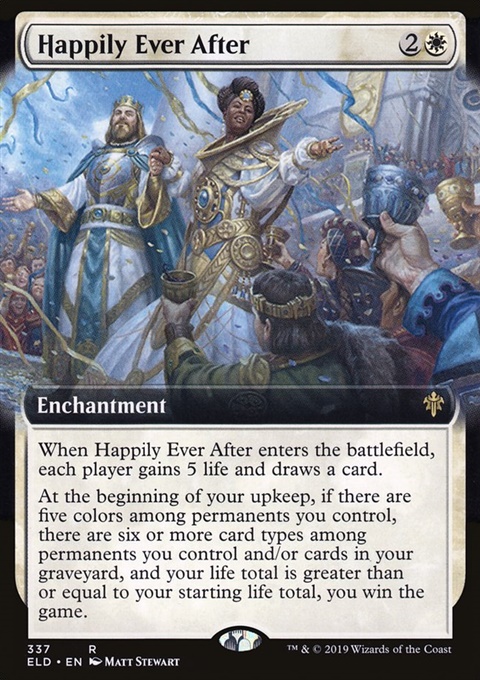 Happily Ever After 2
Enchantment
When Happily Ever After enters the battlefield,
each player gains 5 life and draws a card.
At the beginning of your upkeep, if there are
five colors among permanents you control,
there are six or more card types among
permanents you control and/or cards in your
graveyard, and your life total is greater than
or equal to your starting life total, you win the
game.
337 R
ELD • EN Matt Stewart ™ & © 2019 Wizards of the Coast